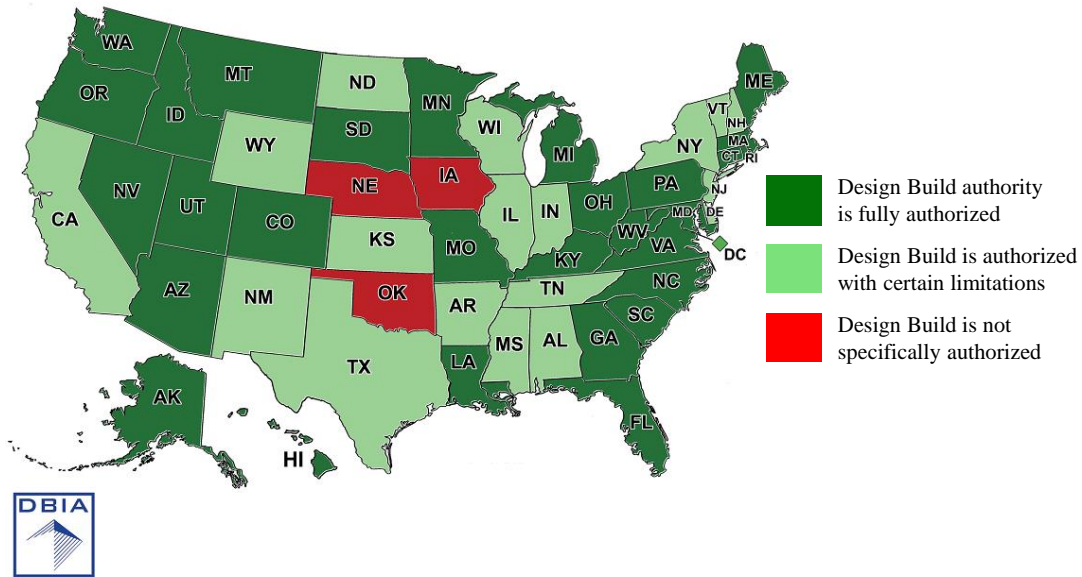 WA
MT
ND
MN
ME
OR
ID
SD
WI
VT
NH
WY
MI
NY
MA
CT
RI
NE
IA
PA
NJ
NV
UT
CO
IL
IN
OH
MD
DE
CA
KS
MO
WV
VA
DC
KY
AZ
NM
OK
AR
TN
NC
SC
MS
AL
GA
TX
LA
FL
AK
HI
Design Build authority
is fully authorized
Design Build is authorized
with certain limitations
Design Build is not
specifically authorized
DBIA